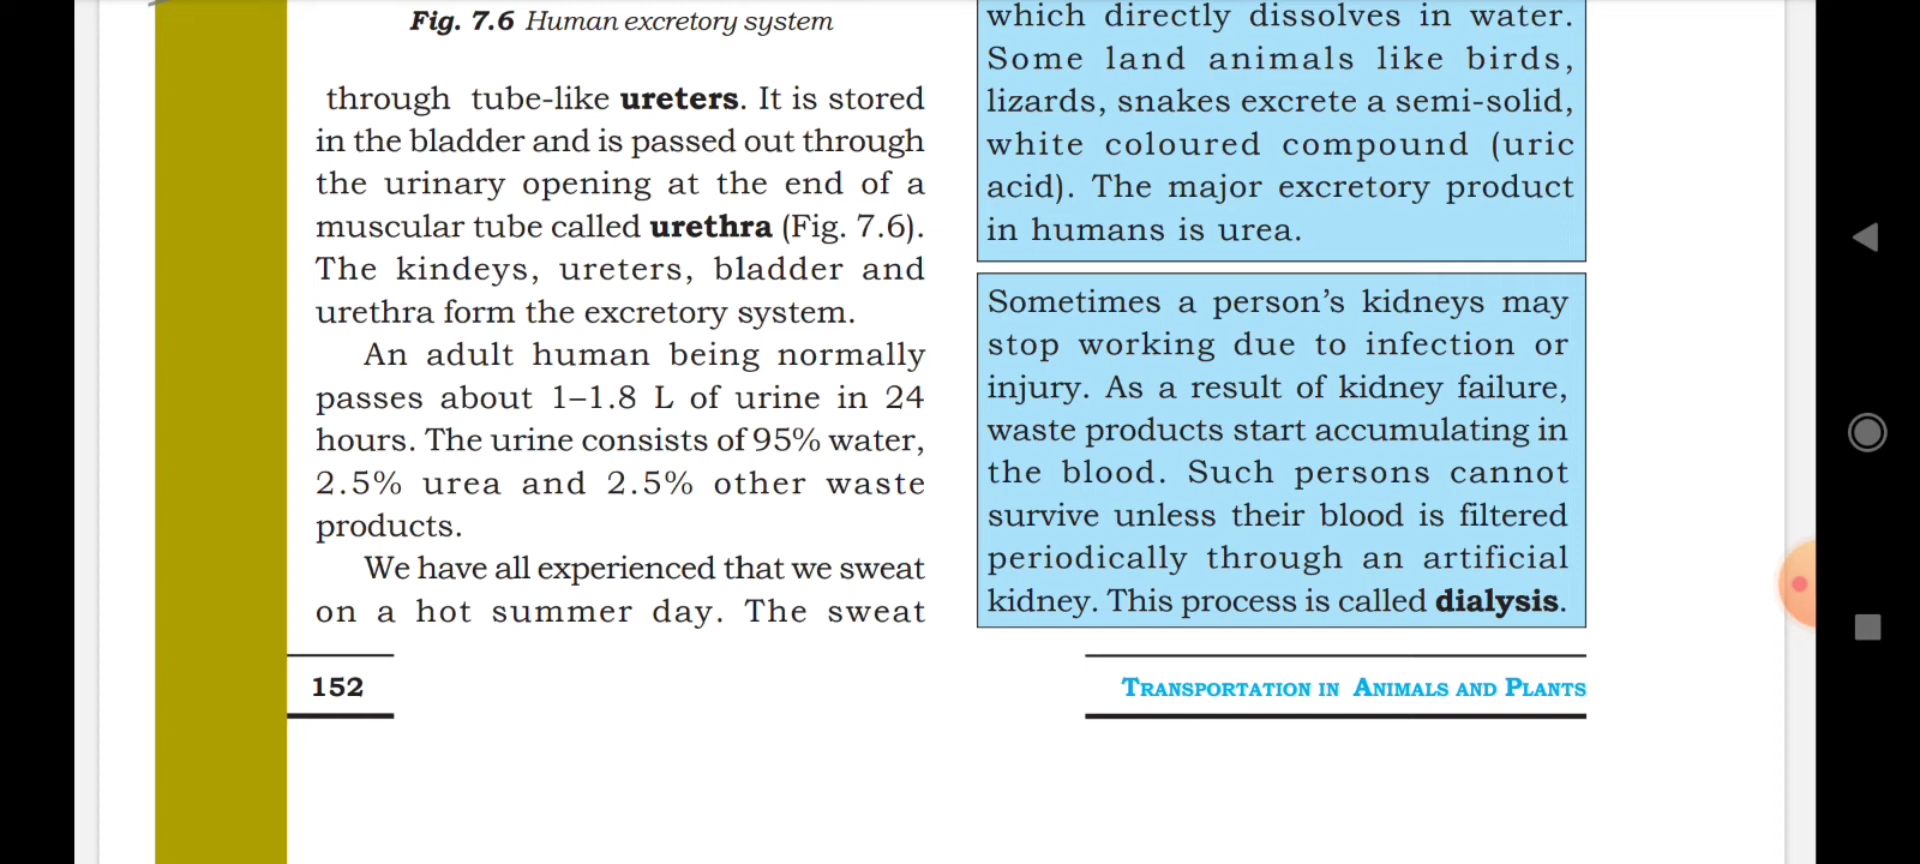 Fig. 7.6 Human excretory system
through tube-like ureters. It is stored
in the bladder and is passed out through
the urinary opening at the end of a
muscular tube called urethra (Fig. 7.6).
The kindeys, ureters, bladder and
urethra form the excretory system.
An adult human being normally
passes about 1–1.8 L of urine in 24
hours. The urine consists of 95% water,
2.5% urea and 2.5% other waste
products.
We have all experienced that we sweat
on a hot summer day. The sweat
which directly dissolves in water.
Some land animals like birds,
lizards, snakes excrete a semi-solid,
white coloured compound (uric
acid). The major excretory product
in humans is urea.
Sometimes a person’s kidneys may
stop working due to infection or
injury. As a result of kidney failure,
waste products start accumulating in
the blood. Such persons cannot
survive unless their blood is filtered
periodically through an artificial
kidney. This process is called dialysis.
152
TRANSPORTATION IN ANIMALS AND PLANTS